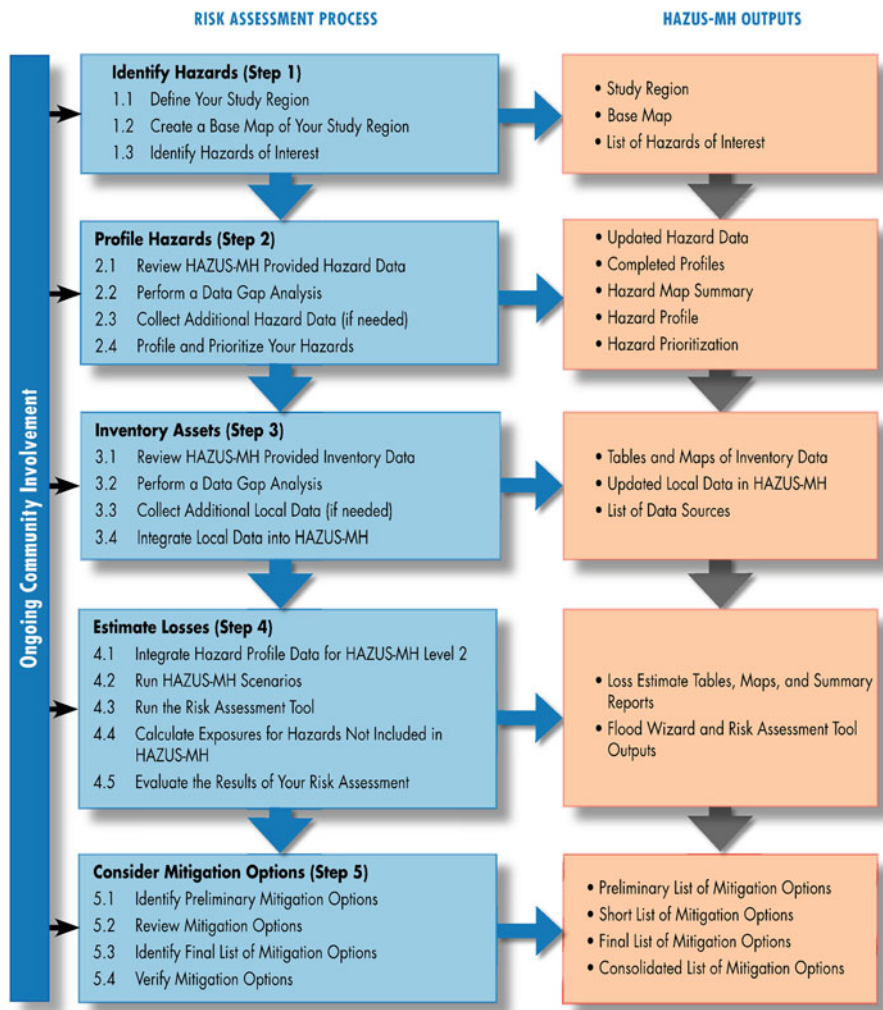 RISK ASSESSMENT PROCESS
HAZUS-MH OUTPUTS
Ongoing Community Involvement
Identify Hazards (Step 1)
1.1 Define Your Study Region
1.2 Create a Base Map of Your Study Region
1.3 Identify Hazards of Interest
• Study Region
• Base Map
• List of Hazards of Interest
Profile Hazards (Step 2)
2.1 Review HAZUS-MH Provided Hazard Data
2.2 Perform a Data Gap Analysis
2.3 Collect Additional Hazard Data (if needed)
2.4 Profile and Prioritize Your Hazards
• Updated Hazard Data
• Completed Profiles
• Hazard Map Summary
• Hazard Profile
• Hazard Prioritization
Inventory Assets (Step 3)
3.1 Review HAZUS-MH Provided Inventory Data
3.2 Perform a Data Gap Analysis
3.3 Collect Additional Local Data (if needed)
3.4 Integrate Local Data into HAZUS-MH
• Tables and Maps of Inventory Data
• Updated Local Data in HAZUS-MH
• List of Data Sources
Estimate Losses (Step 4)
4.1 Integrate Hazard Profile Data for HAZUS-MH Level 2
4.2 Run HAZUS-MH Scenarios
4.3 Run the Risk Assessment Tool
4.4 Calculate Exposures for Hazards Not Included in
HAZUS-MH
4.5 Evaluate the Results of Your Risk Assessment
• Loss Estimate Tables, Maps, and Summary
Reports
• Flood Wizard and Risk Assessment Tool
Outputs
Consider Mitigation Options (Step 5)
5.1 Identify Preliminary Mitigation Options
5.2 Review Mitigation Options
5.3 Identify Final List of Mitigation Options
5.4 Verify Mitigation Options
• Preliminary List of Mitigation Options
• Short List of Mitigation Options
• Final List of Mitigation Options
• Consolidated List of Mitigation Options